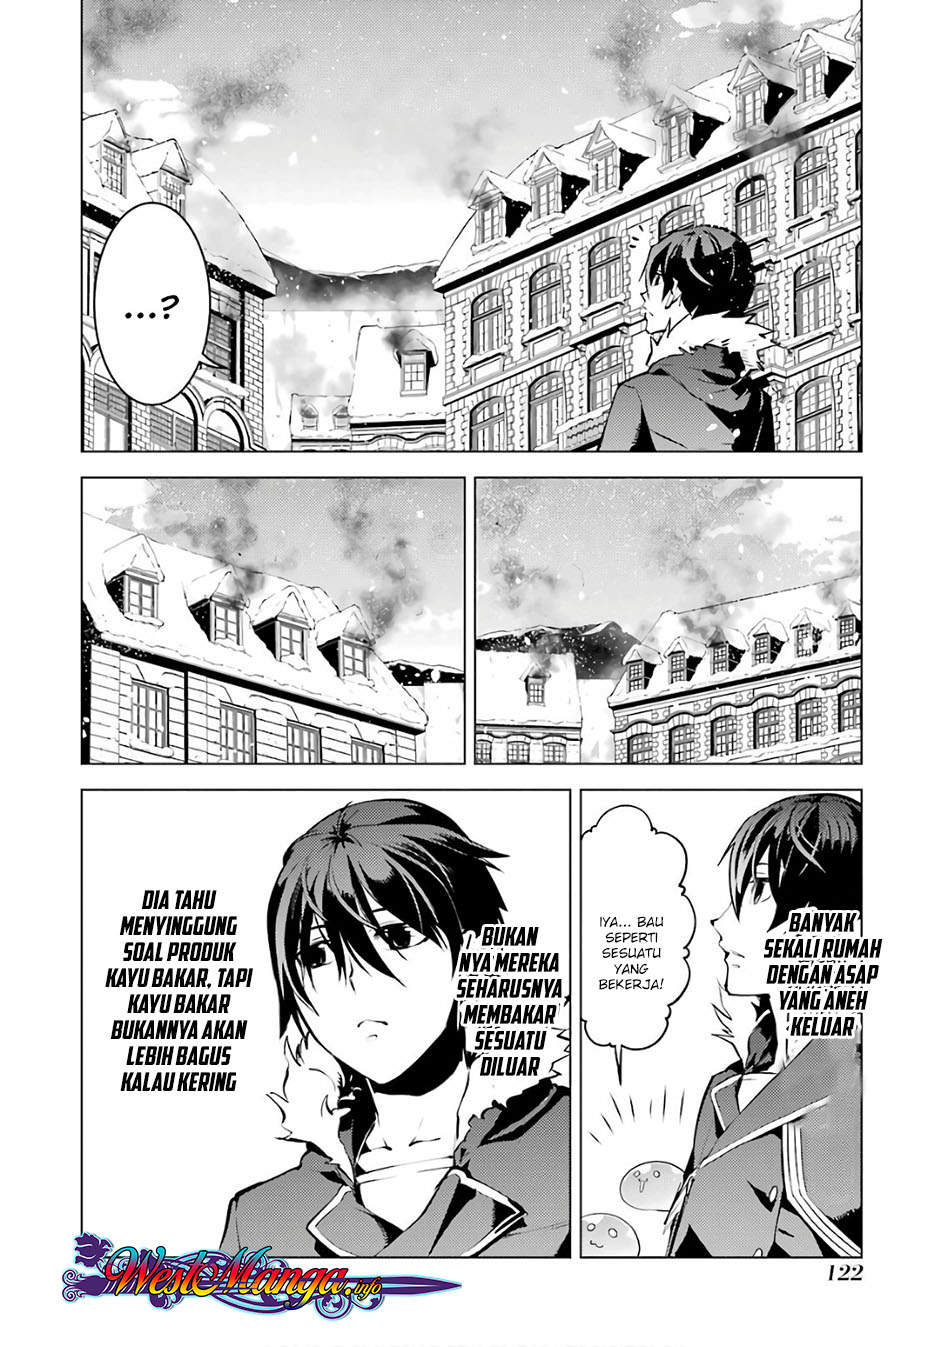 ...?
BANYAK
SEKALI RUMAH
DENGAN ASAP
YANG ANEH
KELUAR
IYA... BAU
SEPERTI
SESUATU
YANG
BEKERJA!
BUKAN
NYA MEREKA
SEHARUSNYA
MEMBAKAR
SESUATU
DILUAR
DIA TAHU
MENYINGGUNG
SOAL PRODUK
KAYU BAKAR, TAPI
KAYU BAKAR
BUKANNYA AKAN
LEBIH BAGUS
KALAU KERING
WestManga.info
122